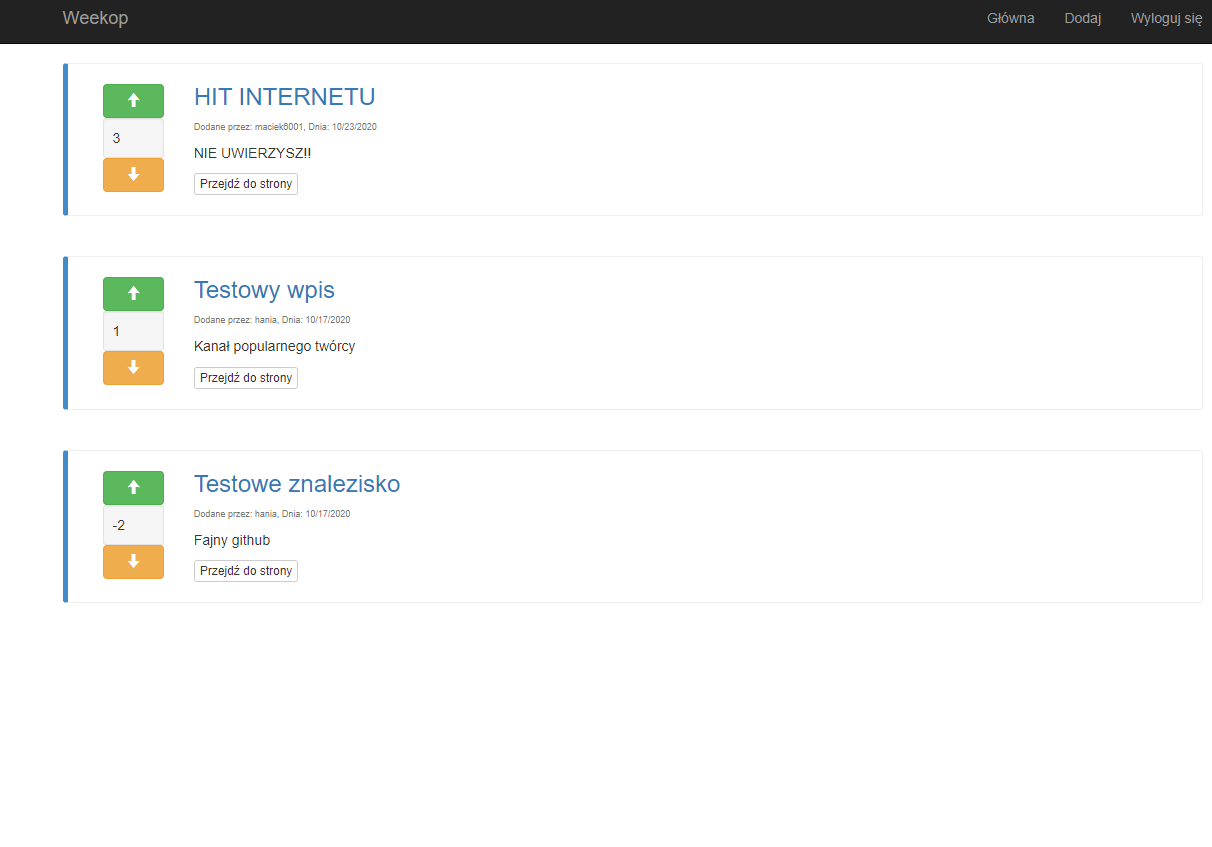 Weekop
Główna Dodaj Wyloguj się
HIT INTERNETU
Dodane przez: maciek6001, Dnia: 10/23/2020
3
NIE UWIERZYSZ!!
Przejdź do strony
Testowy wpis
Dodane przez: hania, Dnia: 10/17/2020
1
Kanał popularnego twórcy
Przejdź do strony
Testowe znalezisko
Dodane przez: hania, Dnia: 10/17/2020
-2
Fajny github
Przejdź do strony